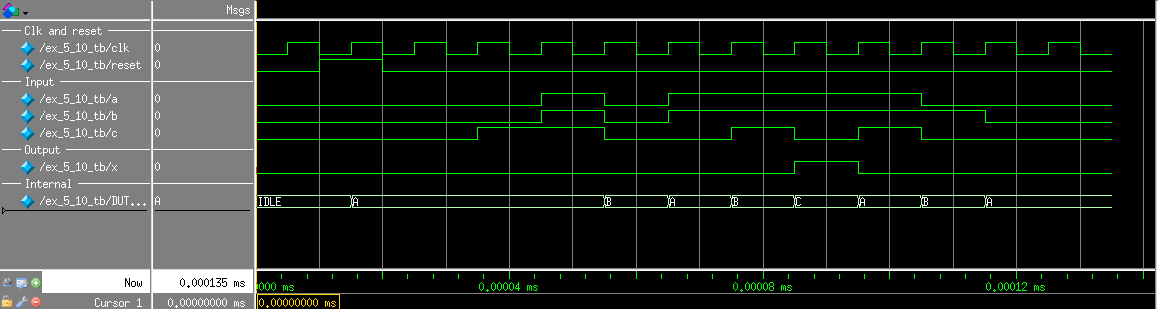 Msgs
Clk and reset
/ex_5_10_tb/clk 0
/ex_5_10_tb/reset 0
Input
/ex_5_10_tb/a 0
/ex_5_10_tb/b 0
/ex_5_10_tb/c 0
Output
/ex_5_10_tb/x 0
Internal
/ex_5_10_tb/DUT... A IDLE A B A B C A B A
Now 0.000135 ms 000 ms 0.00004 ms 0.00008 ms 0.00012 ms
Cursor 1 0.00000000 ms 0.00000000 ms